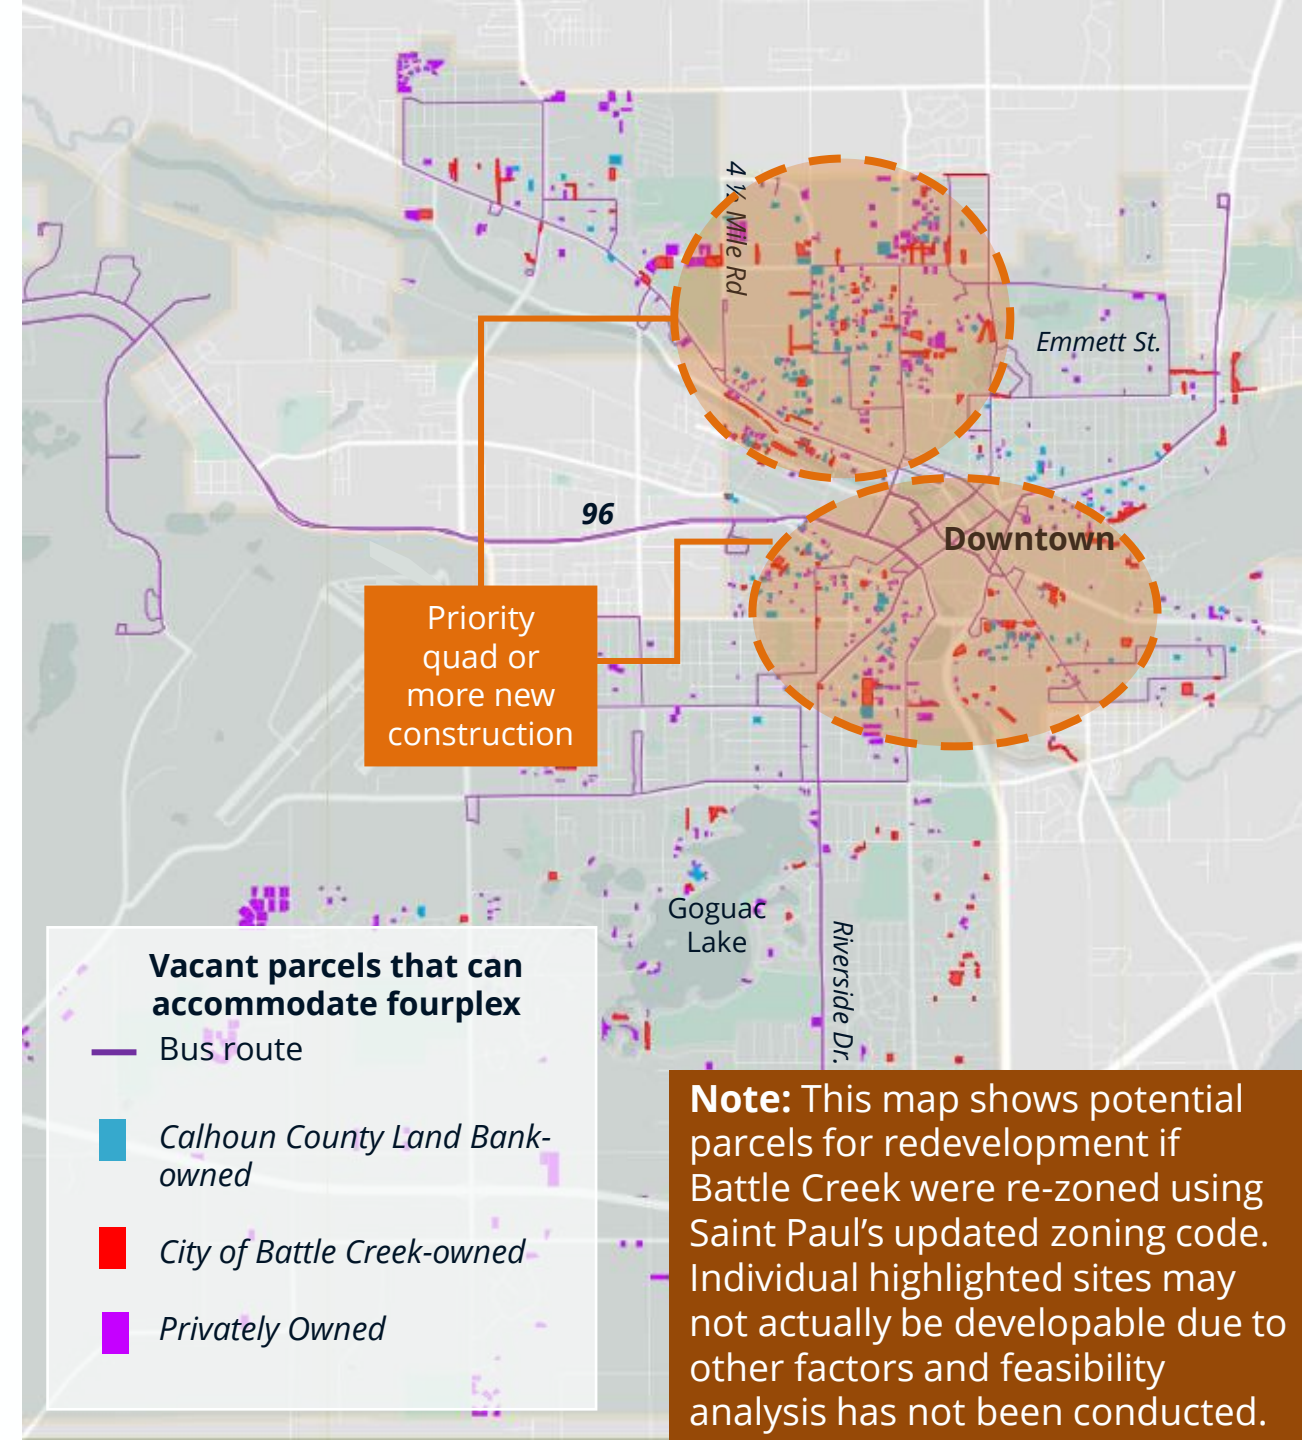 4 ½ Mile Rd
Emmett St.
96
Downtown
Priority
quad or
more new
construction
Goguac
Lake
Riverside Dr.
Vacant parcels that can
accommodate fourplex
Bus route
Calhoun County Land Bank-
owned
City of Battle Creek-owned
Privately Owned
Note: This map shows potential
parcels for redevelopment if
Battle Creek were re-zoned using
Saint Paul’s updated zoning code.
Individual highlighted sites may
not actually be developable due to
other factors and feasibility
analysis has not been conducted.